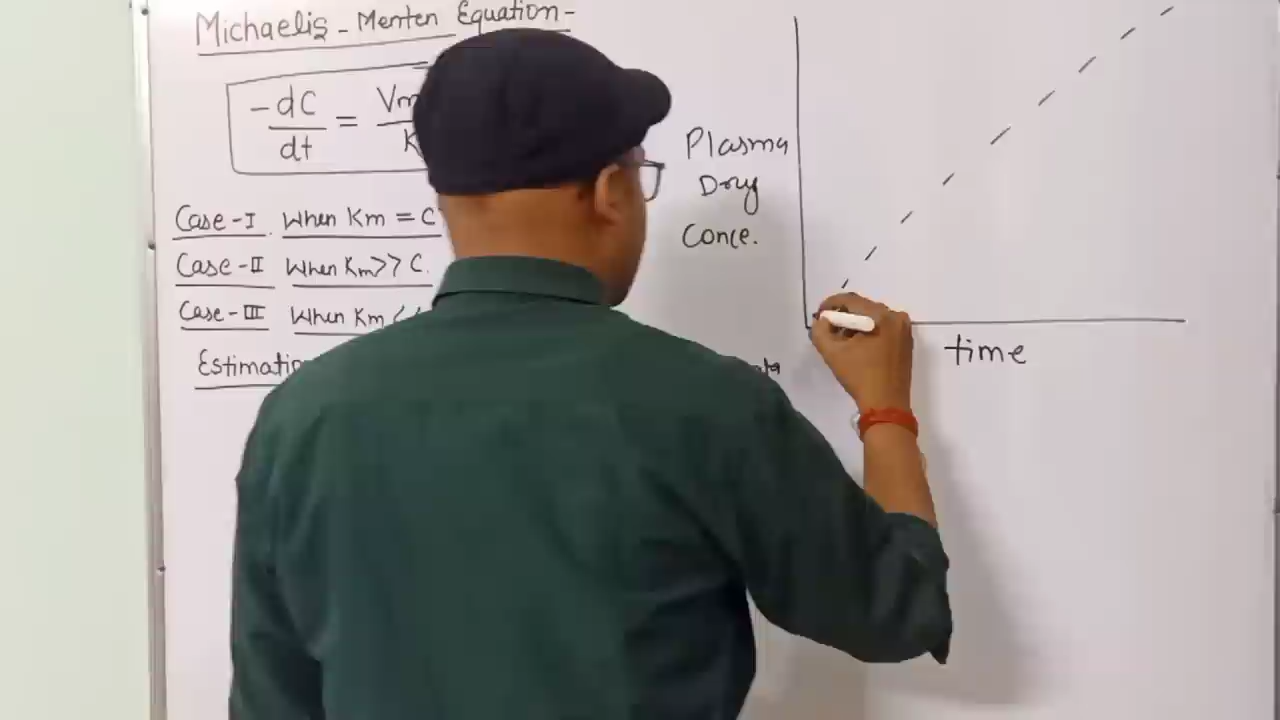 Michaelis - Menten Equation -
-dC/dt = Vm
K
Case - I. When Km = C
Case - II When Km >> C.
Case - III When Km <
Estimatio
Plasma
Drug
Conce.
time